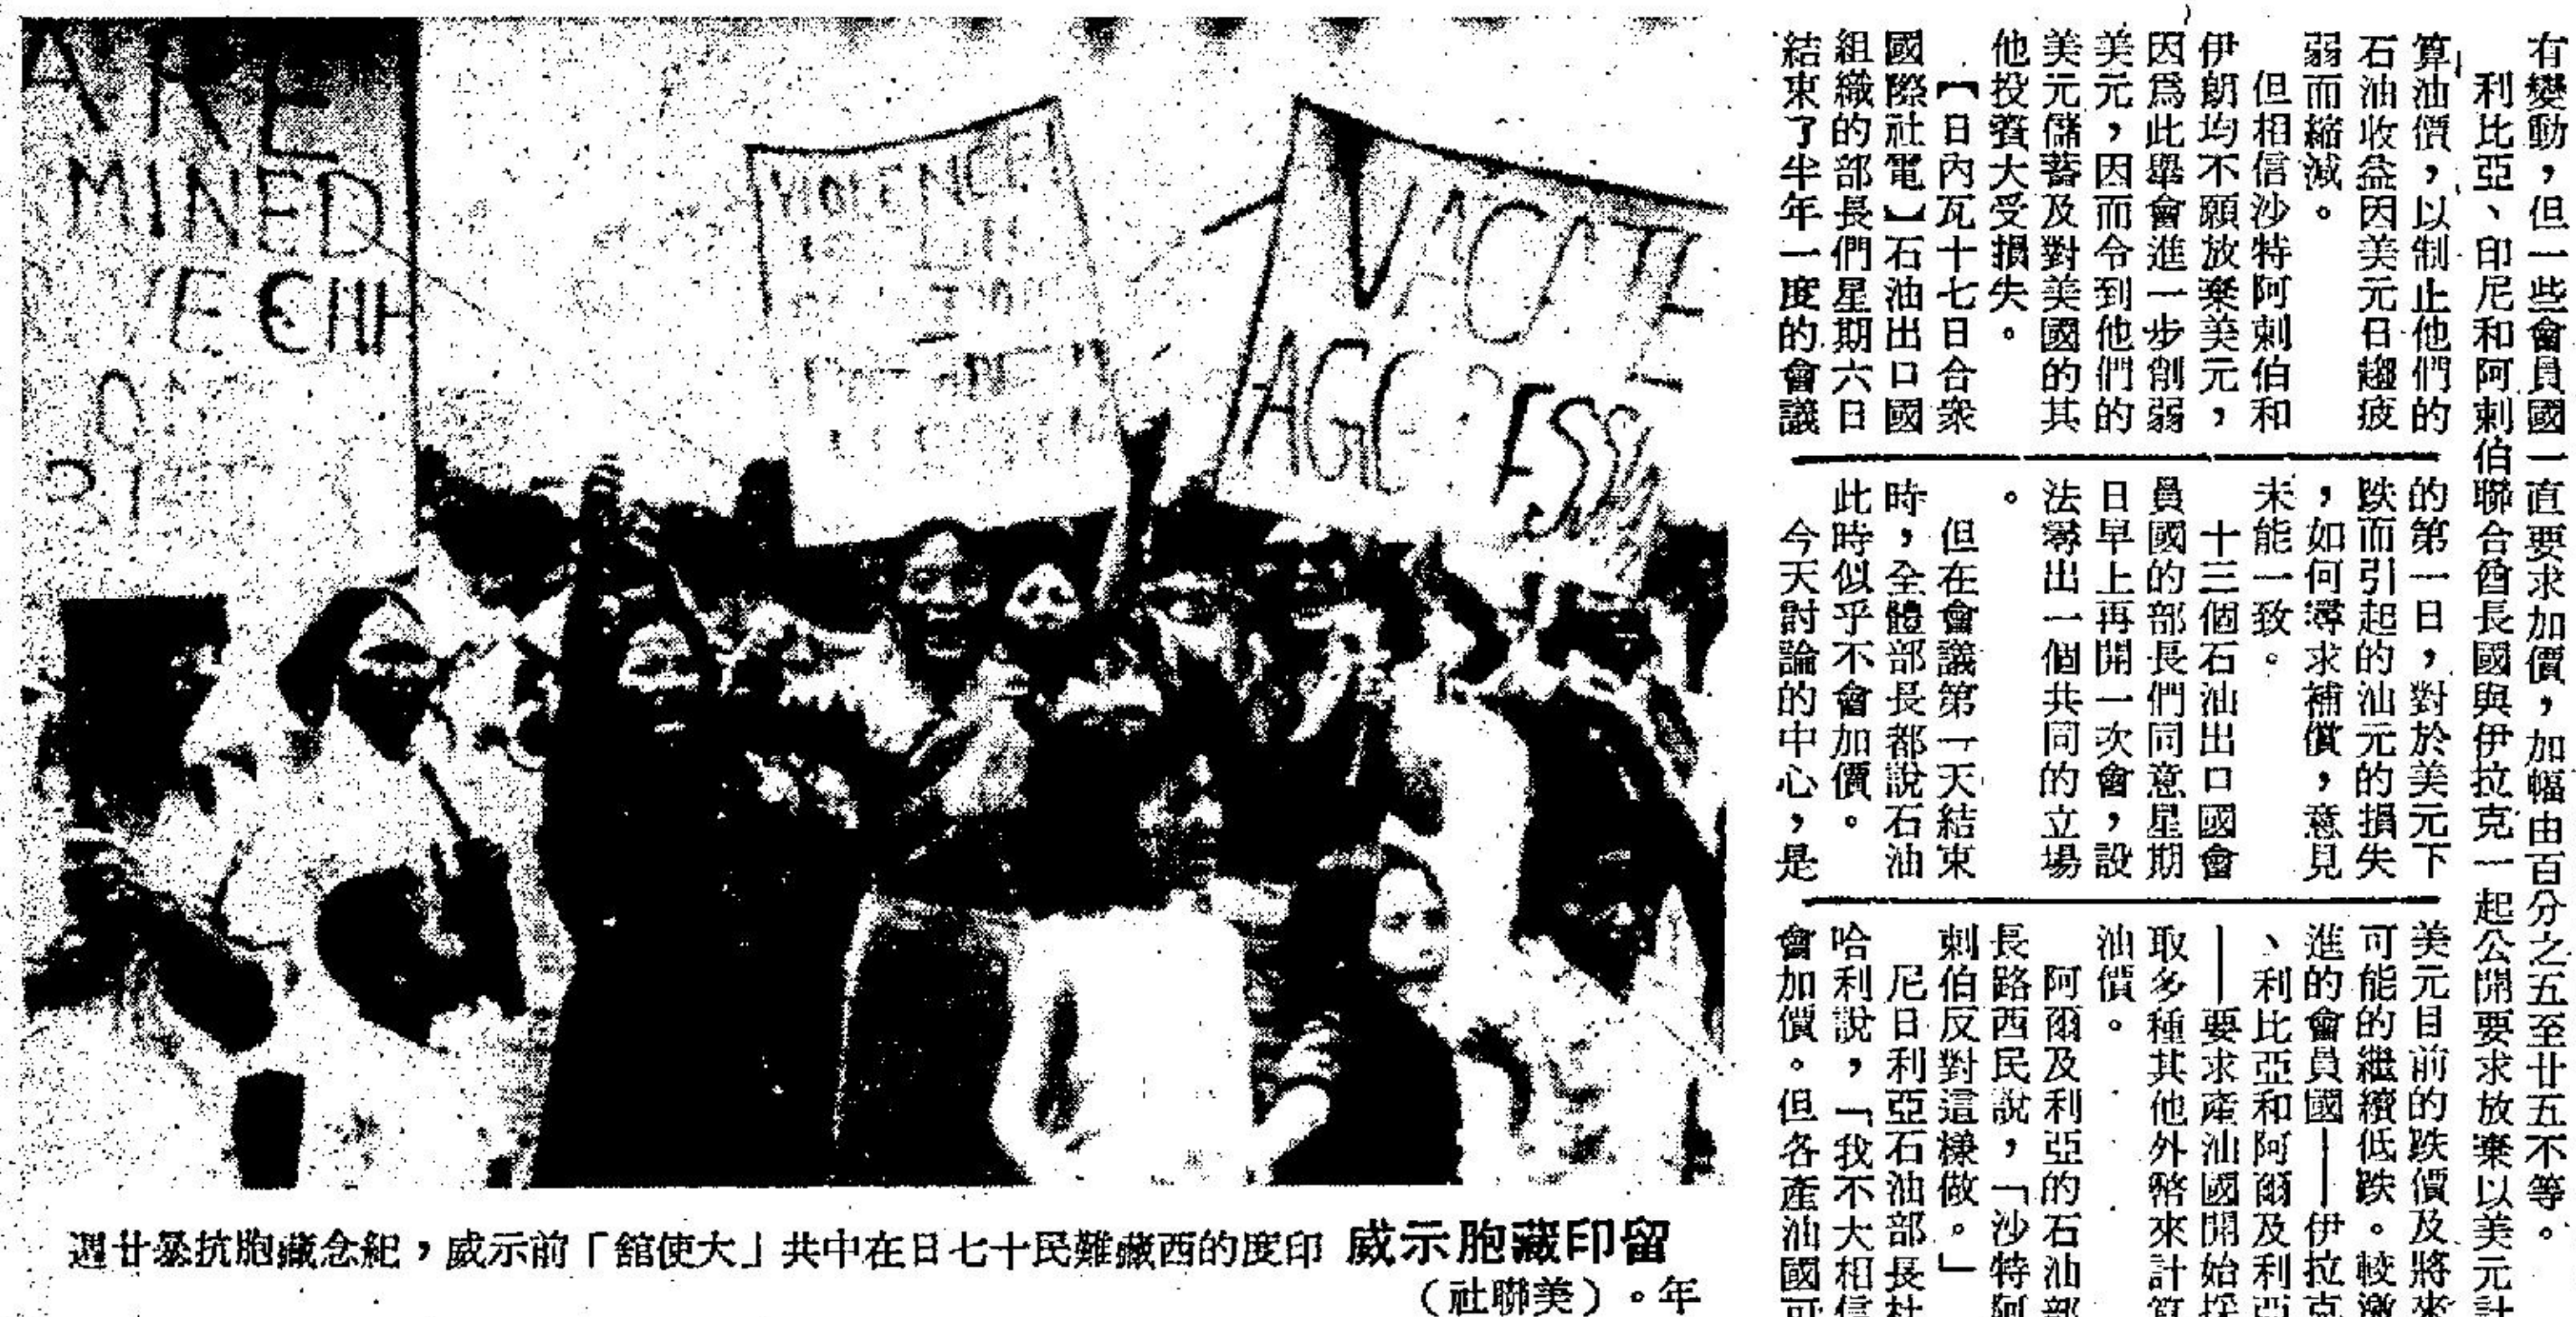 有變動，但一些會員國一直要求加價，加幅由百分之五至廿五不等。
利比亞、印尼和阿剌伯聯合酋長國與伊拉克一起公開要求放棄以美元計
算油價，以制止他們的
石油收益因美元日趨疲
弱而縮減。
但相信沙特阿剌伯和
伊朗均不願放棄美元，
因爲此舉會進一步削弱
美元，因而令到他們的
美元儲蓄及對美國的其
他投資大受損失。
【日內瓦十七日合衆
國際社電】石油出口國
組織的部長們星期六日
結束了半年一度的會議
的第一日，對於美元下
跌而引起的油元的損失
，如何尋求補償，意見
未能一致。
十三個石油出口國會
員國的部長們同意星期
日早上再開一次會，設
法尋出一個共同的立場
。
但在會議第一天結束
時，全體部長都說石油
此時似乎不會加價。
今天討論的中心，是
美元目前的跌價及將來
可能的繼續低跌。較激
進的會員國——伊拉克
、利比亞和阿爾及利亞
——要求產油國開始採
取多種其他外幣來計算
油價。
阿爾及利亞的石油部
長路西民說，「沙特阿
剌伯反對這樣做。」
尼日利亞石油部長杜
哈利說，「我不大相信
會加價。但各產油國可
ARE
MINED
VIOLENCE!
VACATE
留印藏胞示威 印度的西藏難民十七日在中共「大使館」前示威，紀念藏胞抗暴廿週
年。（美聯社）